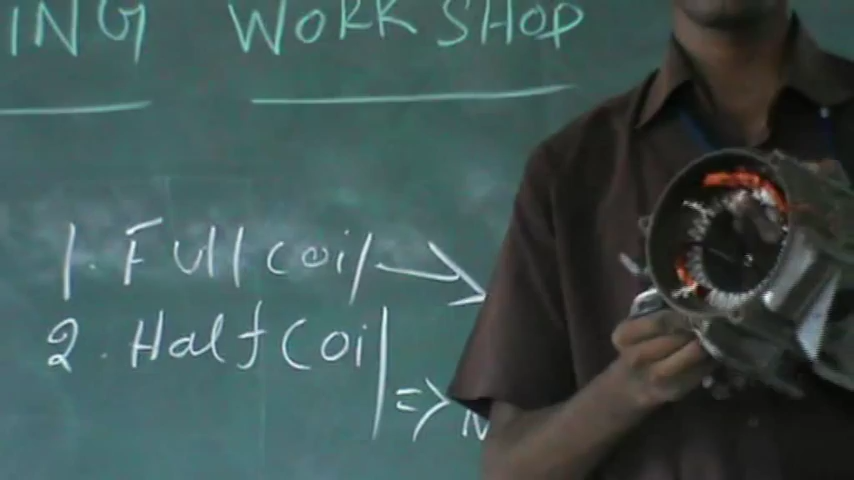 ING WORKSHOP
1. Full coil →
2. Half Coil
=> N